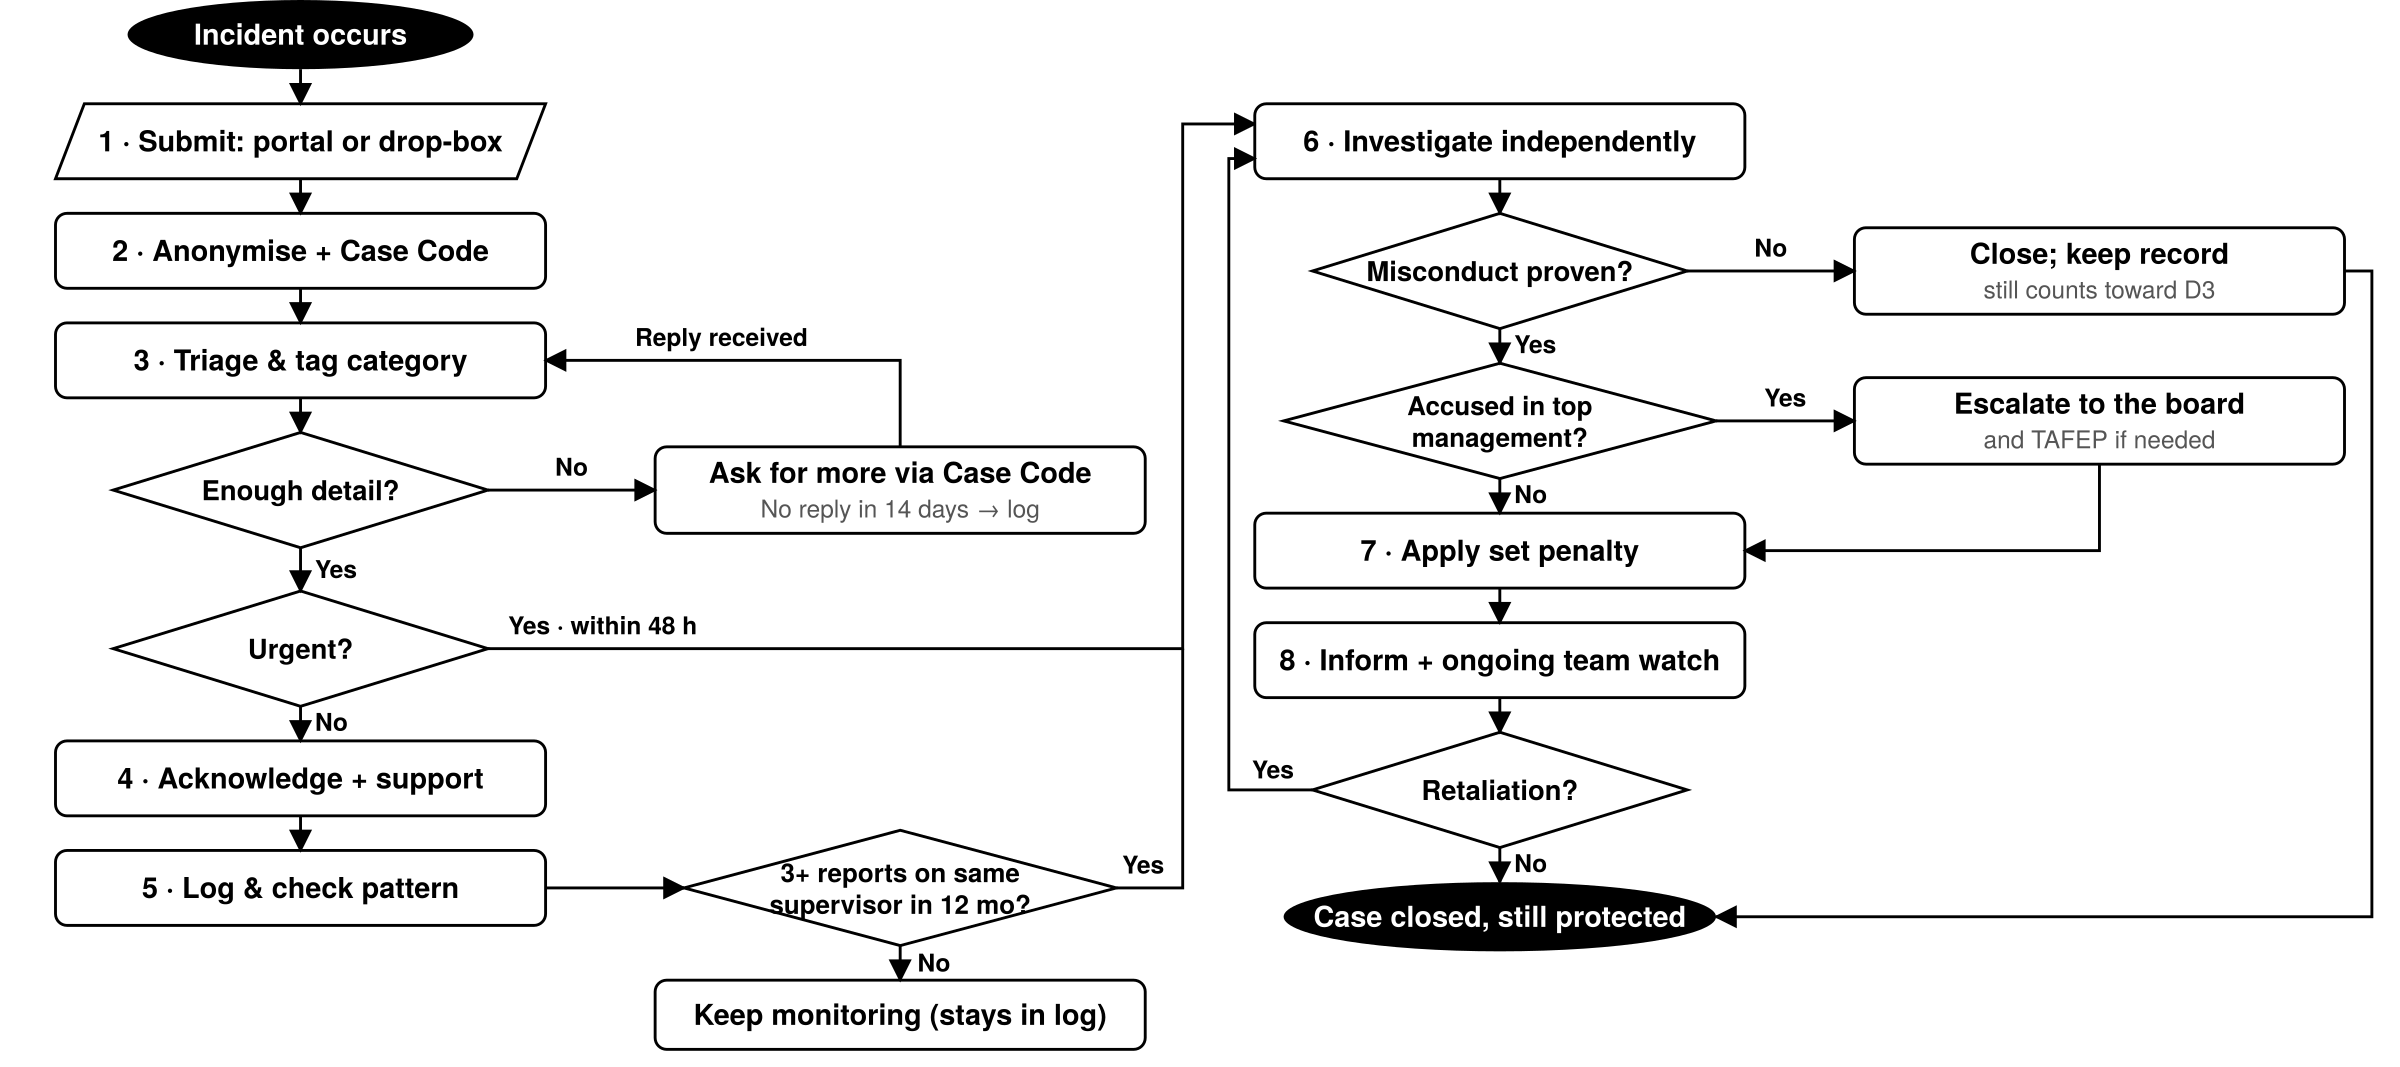 Incident occurs
1 · Submit: portal or drop-box
2 · Anonymise + Case Code
3 · Triage & tag category
Reply received
Enough detail?
No
Ask for more via Case Code
No reply in 14 days → log
Yes
Urgent?
Yes · within 48 h
No
4 · Acknowledge + support
5 · Log & check pattern
3+ reports on same
supervisor in 12 mo?
Yes
No
Keep monitoring (stays in log)
6 · Investigate independently
Misconduct proven?
No
Close; keep record
still counts toward D3
Yes
Accused in top
management?
Yes
Escalate to the board
and TAFEP if needed
No
7 · Apply set penalty
8 · Inform + ongoing team watch
Retaliation?
Yes
No
Case closed, still protected